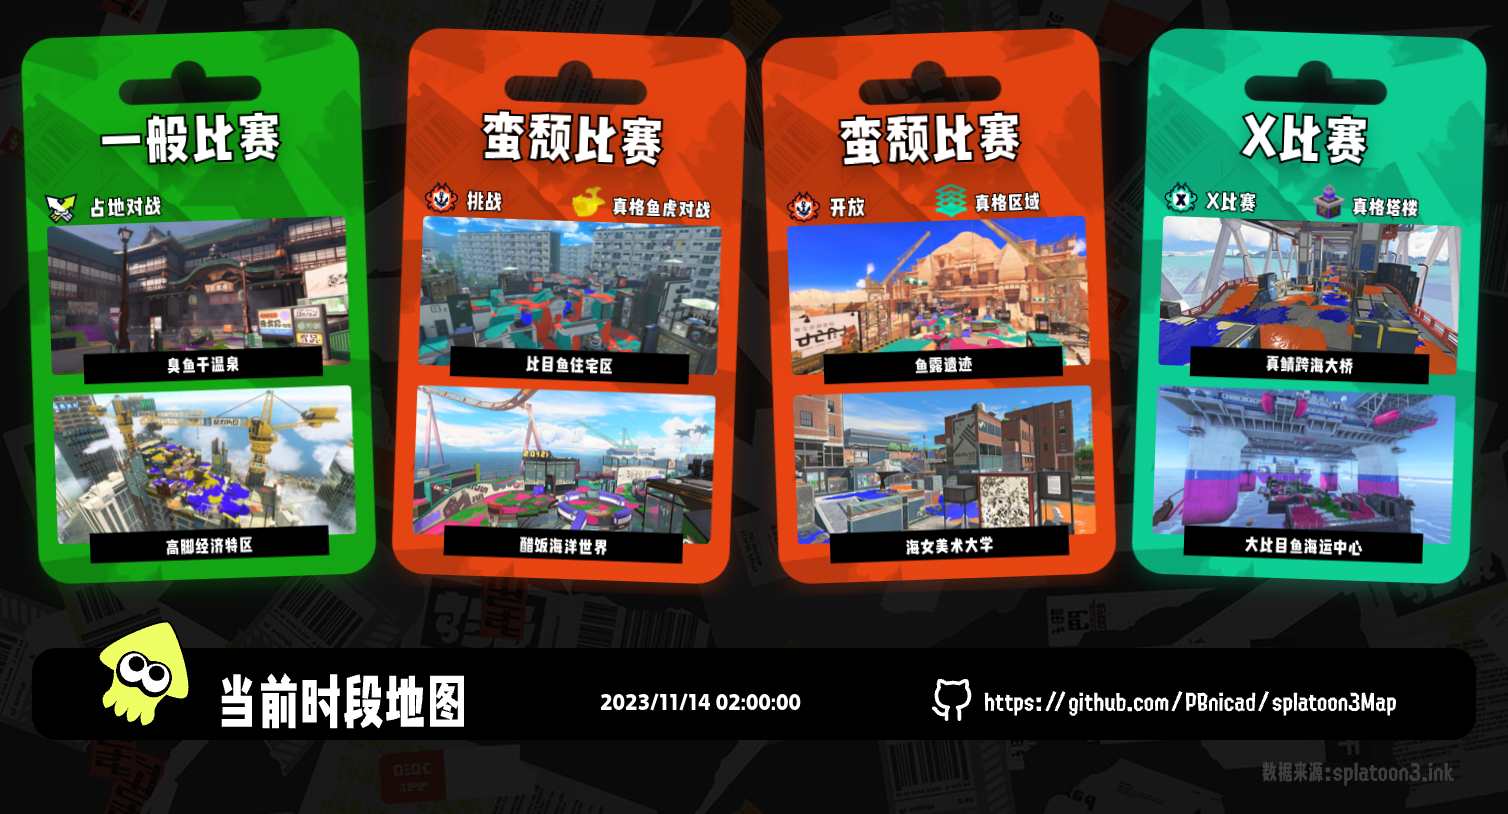 一般比赛
占地对战
臭鱼干温泉
高脚经济特区
蛮颓比赛
挑战
真格鱼虎对战
比目鱼住宅区
醋饭海洋世界
蛮颓比赛
开放
真格区域
鱼露遗迹
海女美术大学
X比赛
X比赛
真格塔楼
真鲭跨海大桥
大比目鱼海运中心
当前时段地图
2023/11/14 02:00:00
https://github.com/PBnicad/splatoon3Map
数据来源:splatoon3.ink